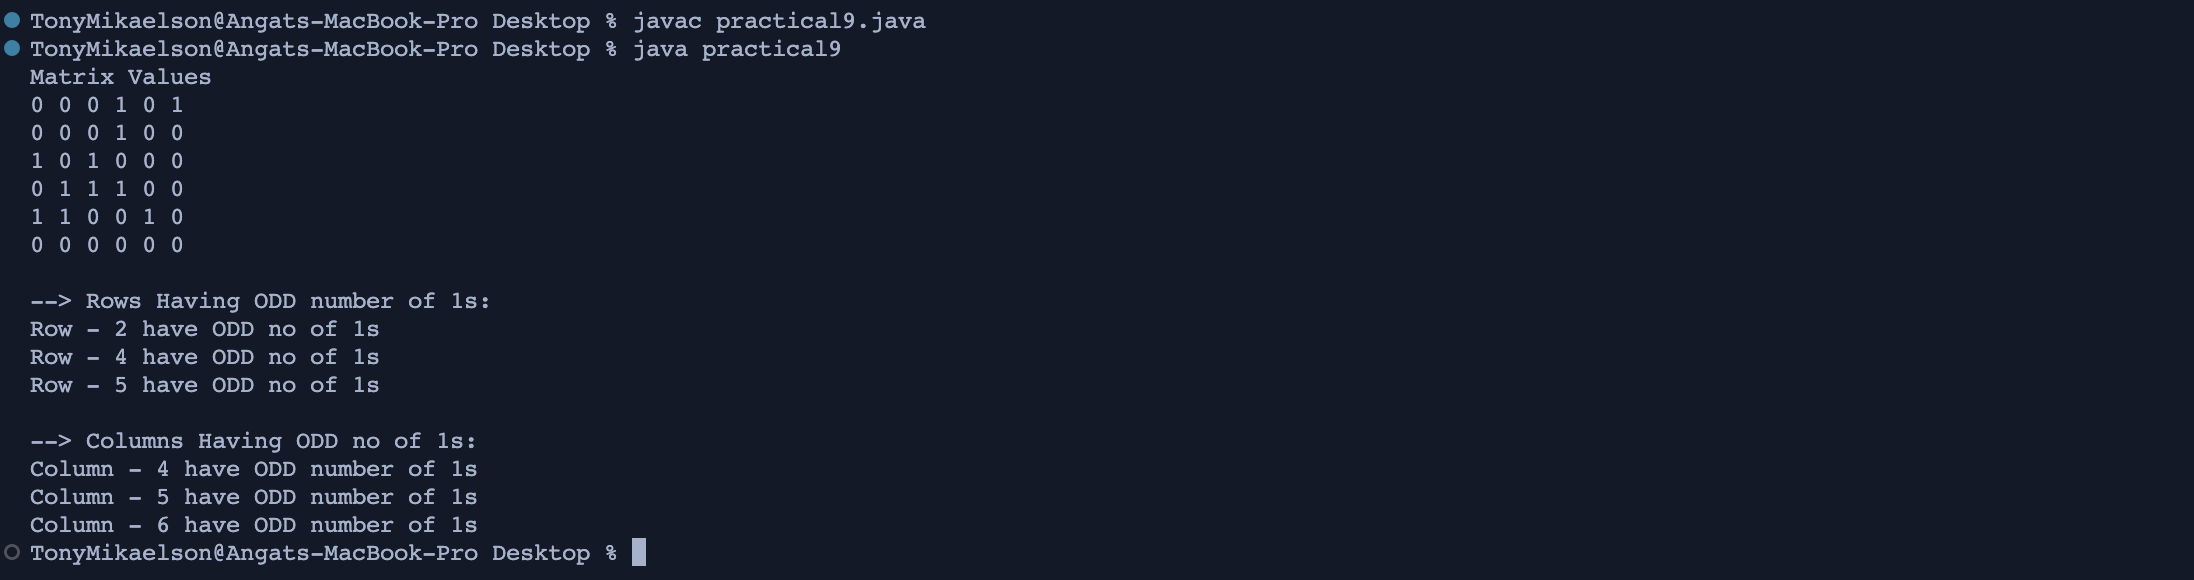 TonyMikaelson@Angats-MacBook-Pro Desktop % javac practical9.java
TonyMikaelson@Angats-MacBook-Pro Desktop % java practical9
Matrix Values
0 0 0 1 0 1
0 0 0 1 0 0
1 0 1 0 0 0
0 1 1 1 0 0
1 1 0 0 1 0
0 0 0 0 0 0
--> Rows Having ODD number of 1s:
Row - 2 have ODD no of 1s
Row - 4 have ODD no of 1s
Row - 5 have ODD no of 1s
--> Columns Having ODD no of 1s:
Column - 4 have ODD number of 1s
Column - 5 have ODD number of 1s
Column - 6 have ODD number of 1s
TonyMikaelson@Angats-MacBook-Pro Desktop %